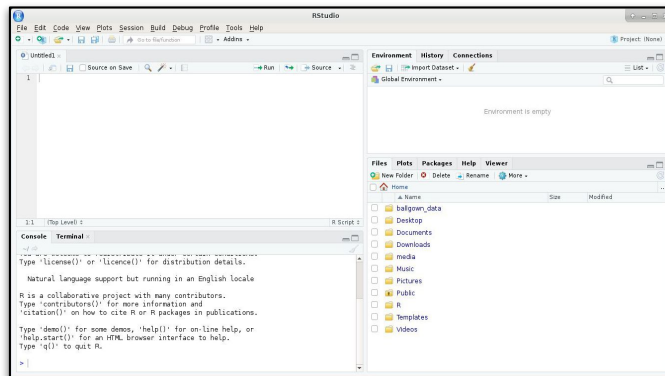 RStudio
File Edit Code View Plots Session Build Debug Profile Tools Help
Go to file/function Addins
Project: (None)
Untitled1
Source on Save Run Source
1
1:1 (Top Level) R Script
Console Terminal
~/
Type 'license()' or 'licence()' for distribution details.
Natural language support but running in an English locale
R is a collaborative project with many contributors.
Type 'contributors()' for more information and
'citation()' on how to cite R or R packages in publications.
Type 'demo()' for some demos, 'help()' for on-line help, or
'help.start()' for an HTML browser interface to help.
Type 'q()' to quit R.
>
Environment History Connections
Import Dataset List
Global Environment
Environment is empty
Files Plots Packages Help Viewer
New Folder Delete Rename More
Home
Name Size Modified
ballgown_data
Desktop
Documents
Downloads
media
Music
Pictures
Public
R
Templates
Videos